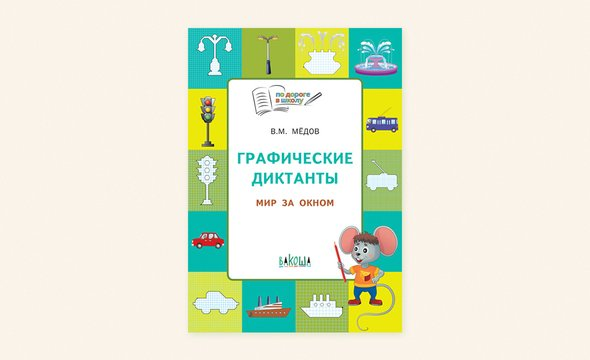 по дороге
в школу
В.М. МЁДОВ
ГРАФИЧЕСКИЕ
ДИКТАНТЫ
МИР ЗА ОКНОМ
ВАКОША